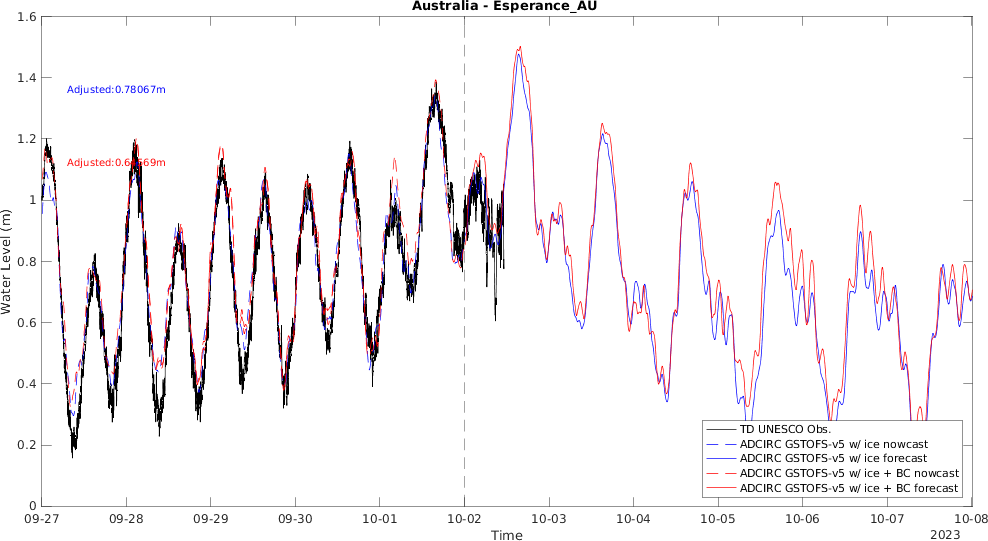 Australia - Esperance_AU
Water Level (m)
1.6
1.4
1.2
1
0.8
0.6
0.4
0.2
0
Adjusted:0.78067m
TD UNESCO Obs.
ADCIRC GSTOFS-v5 w/ ice nowcast
ADCIRC GSTOFS-v5 w/ ice forecast
ADCIRC GSTOFS-v5 w/ ice + BC nowcast
ADCIRC GSTOFS-v5 w/ ice + BC forecast
09-27 09-28 09-29 09-30 10-01 10-02 10-03 10-04 10-05 10-06 10-07 10-08
Time
2023